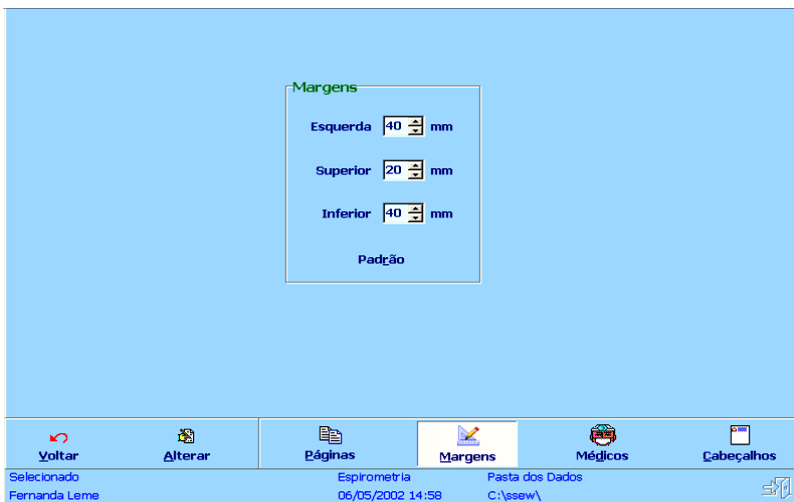 Margens
Esquerda 40 mm
Superior 20 mm
Inferior 40 mm
Padrão
Voltar Alterar Páginas Margens Médicos Cabeçalhos
Selecionado Espirometria Pasta dos Dados
Fernanda Leme 06/05/2002 14:58 C:\ssew\